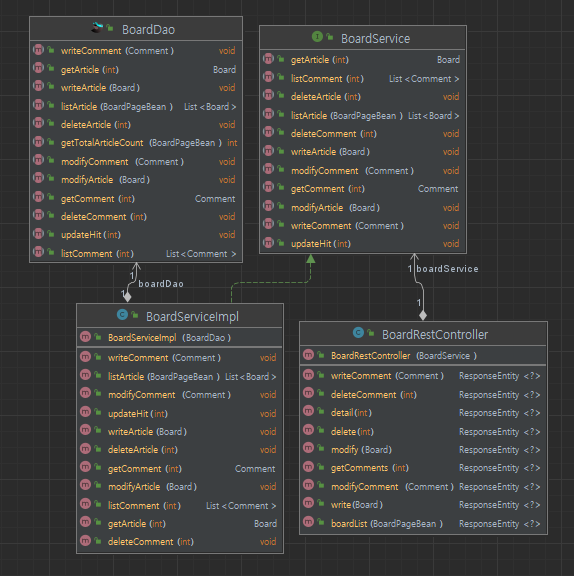 BoardDao
writeComment (Comment) void
getArticle (int) Board
writeArticle (Board) void
listArticle (BoardPageBean) List<Board>
deleteArticle (int) void
getTotalArticleCount (BoardPageBean) int
modifyComment (Comment) void
modifyArticle (Board) void
getComment (int) Comment
deleteComment (int) void
updateHit (int) void
listComment (int) List<Comment>
BoardService
getArticle (int) Board
listComment (int) List<Comment>
deleteArticle (int) void
listArticle (BoardPageBean) List<Board>
deleteComment (int) void
writeArticle (Board) void
modifyComment (Comment) void
getComment (int) Comment
modifyArticle (Board) void
writeComment (Comment) void
updateHit (int) void
1
boardDao
1
1
boardService
1
BoardServiceImpl
BoardServiceImpl (BoardDao)
writeComment (Comment) void
listArticle (BoardPageBean) List<Board>
modifyComment (Comment) void
updateHit (int) void
writeArticle (Board) void
deleteArticle (int) void
getComment (int) Comment
modifyArticle (Board) void
listComment (int) List<Comment>
getArticle (int) Board
deleteComment (int) void
BoardRestController
BoardRestController (BoardService)
writeComment (Comment) ResponseEntity<?>
deleteComment (int) ResponseEntity<?>
detail (int) ResponseEntity<?>
delete (int) ResponseEntity<?>
modify (Board) ResponseEntity<?>
getComments (int) ResponseEntity<?>
modifyComment (Comment) ResponseEntity<?>
write (Board) ResponseEntity<?>
boardList (BoardPageBean) ResponseEntity<?>